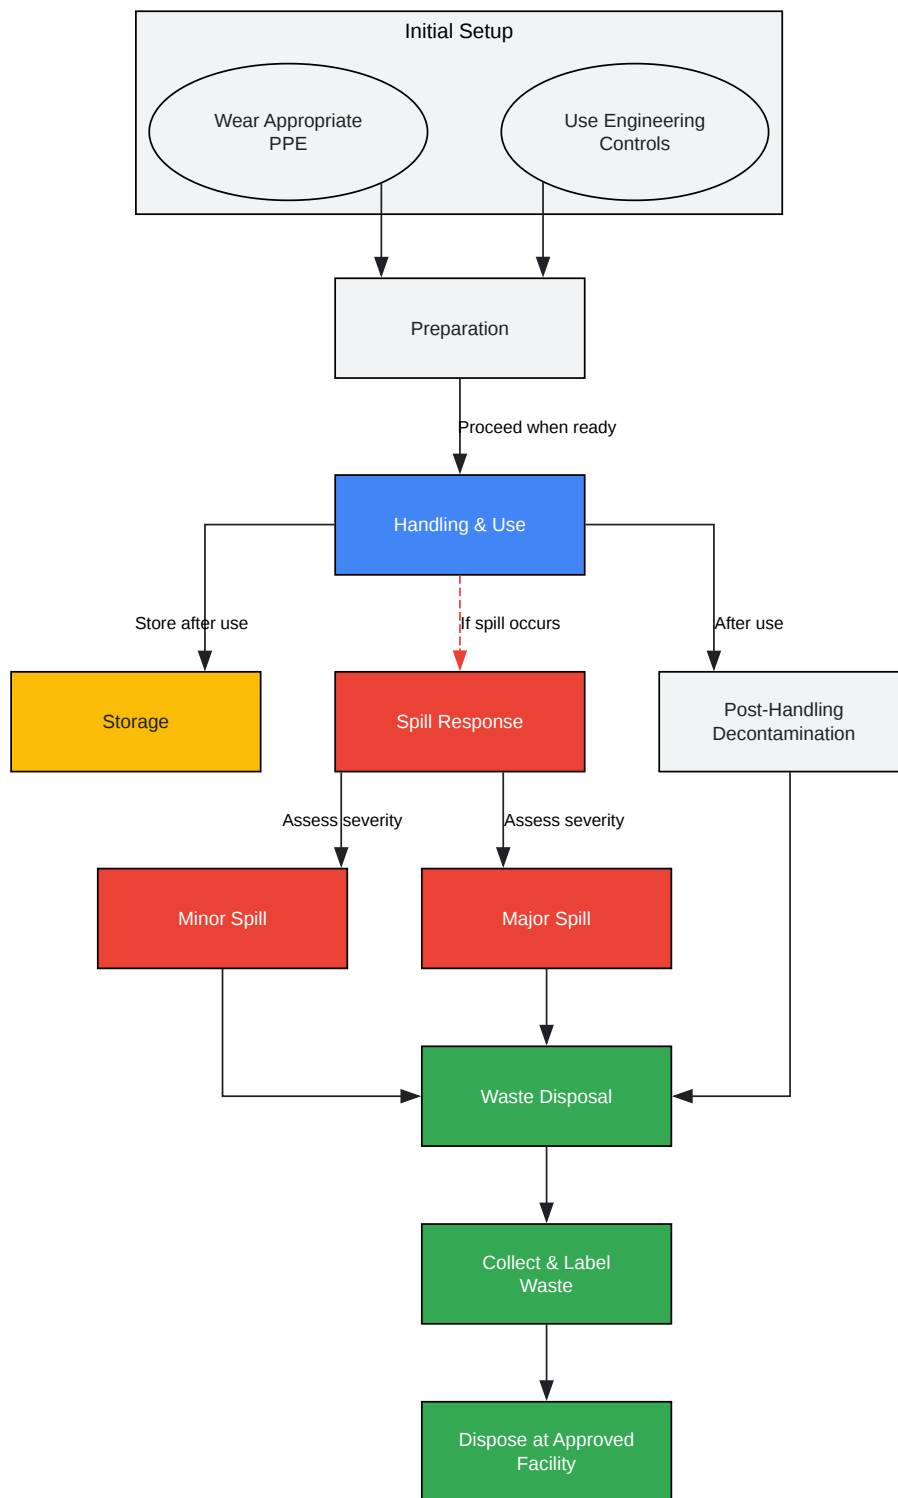 Initial Setup
Wear Appropriate
PPE
Use Engineering
Controls
Preparation
Proceed when ready
Handling & Use
Store after use
If spill occurs
After use
Storage
Spill Response
Post-Handling
Decontamination
Assess severity
Assess severity
Minor Spill
Major Spill
Waste Disposal
Collect & Label
Waste
Dispose at Approved
Facility